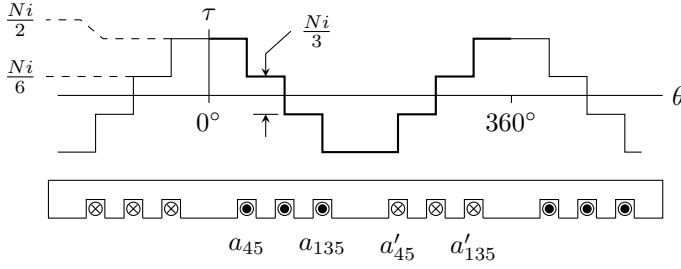 Ni/2
τ
Ni/3
Ni/6
θ
0° 360°
a₄₅ a₁₃₅ a′₄₅ a′₁₃₅